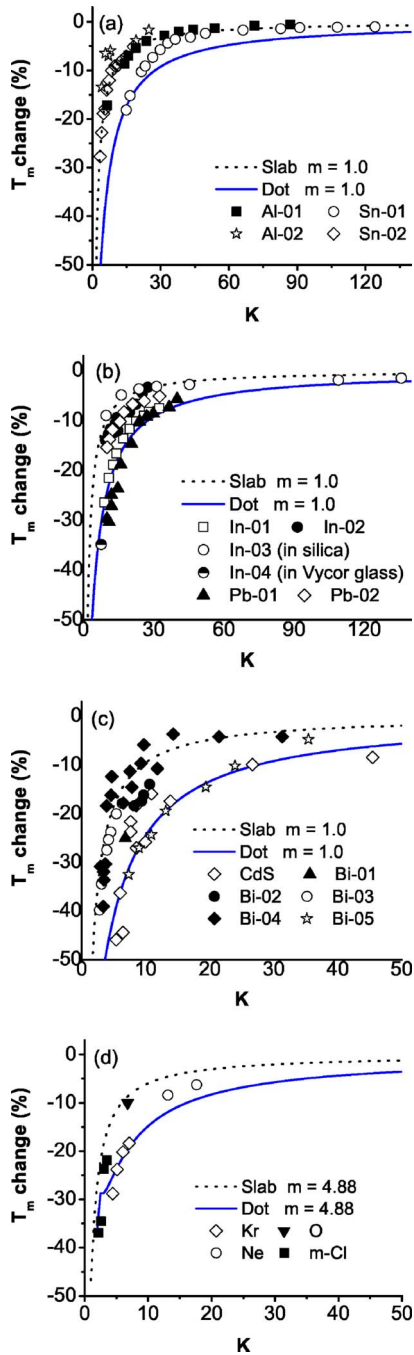 (a)
0
-10
-20
-30
-40
-50
T_m change (%)
Slab m = 1.0
Dot m = 1.0
Al-01 Sn-01
Al-02 Sn-02
0 30 60 90 120
K
(b)
0
-10
-20
-30
-40
-50
T_m change (%)
Slab m = 1.0
Dot m = 1.0
In-01 In-02
In-03 (in silica)
In-04 (in Vycor glass)
Pb-01 Pb-02
0 30 60 90 120
K
(c)
0
-10
-20
-30
-40
-50
T_m change (%)
Slab m = 1.0
Dot m = 1.0
CdS Bi-01
Bi-02 Bi-03
Bi-04 Bi-05
0 10 20 30 40 50
K
(d)
0
-10
-20
-30
-40
-50
T_m change (%)
Slab m = 4.88
Dot m = 4.88
Kr O
Ne m-Cl
0 10 20 30 40 50
K